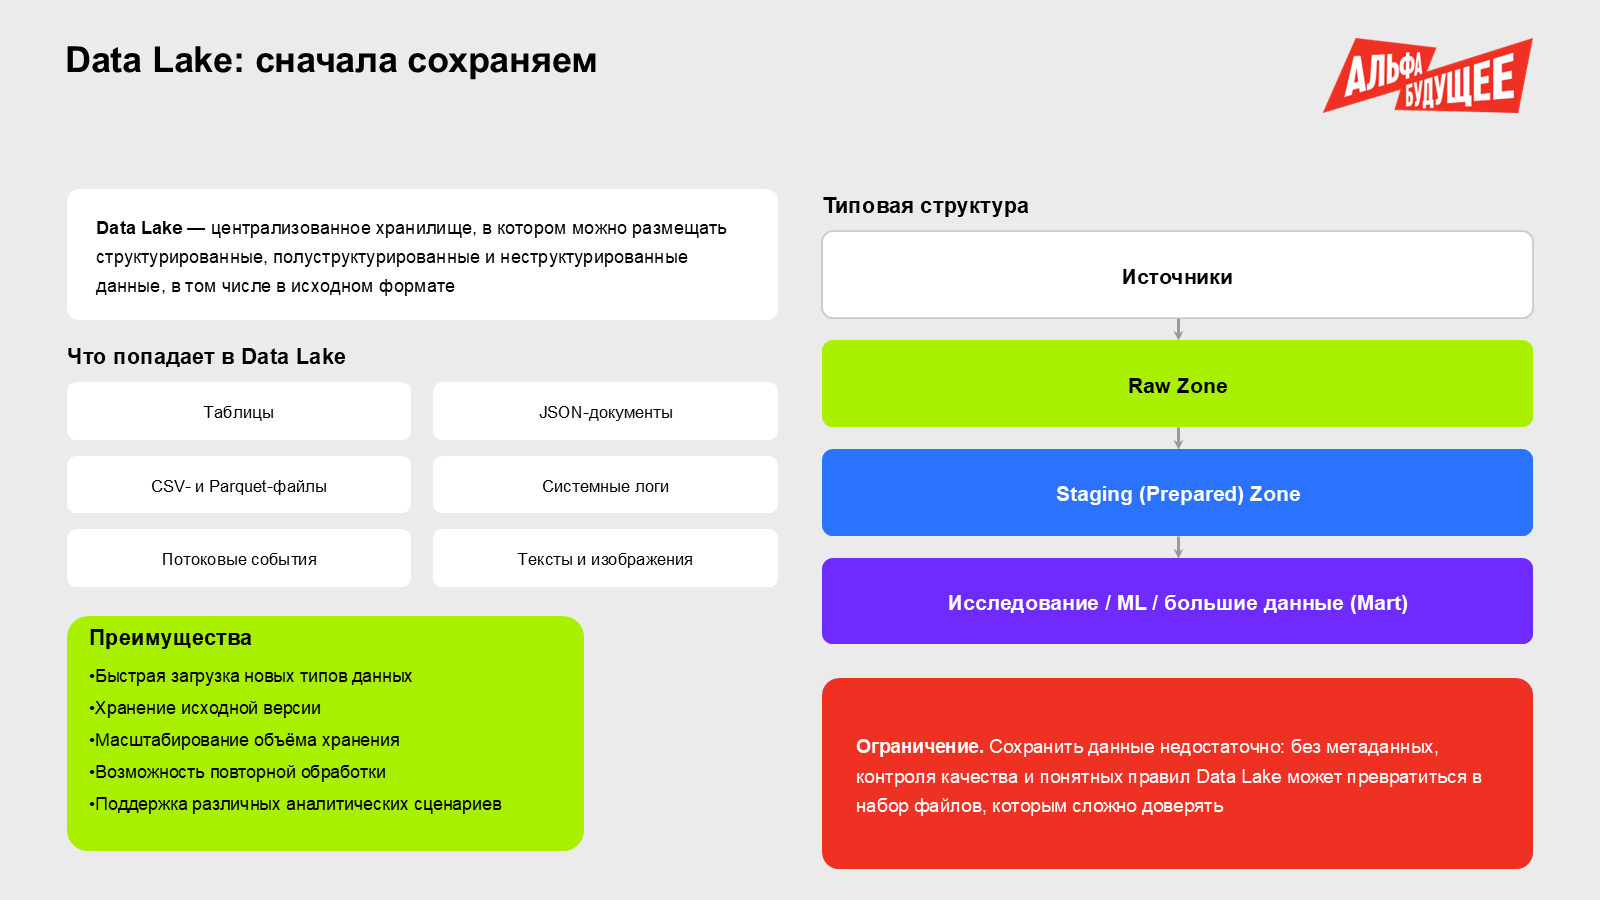 Data Lake: сначала сохраняем
АЛЬФА
БУДУЩЕЕ
Data Lake — централизованное хранилище, в котором можно размещать
структурированные, полуструктурированные и неструктурированные
данные, в том числе в исходном формате
Что попадает в Data Lake
Таблицы
JSON-документы
CSV- и Parquet-файлы
Системные логи
Потоковые события
Тексты и изображения
Преимущества
•Быстрая загрузка новых типов данных
•Хранение исходной версии
•Масштабирование объёма хранения
•Возможность повторной обработки
•Поддержка различных аналитических сценариев
Типовая структура
Источники
Raw Zone
Staging (Prepared) Zone
Исследование / ML / большие данные (Mart)
Ограничение. Сохранить данные недостаточно: без метаданных,
контроля качества и понятных правил Data Lake может превратиться в
набор файлов, которым сложно доверять